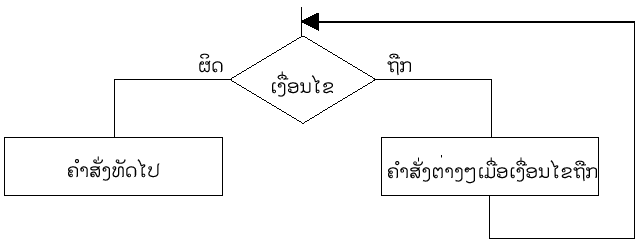 ຜິດ
ຖືກ
ເງື່ອນໄຂ
ຄຳສັ່ງທັດໄປ
ຄຳສັ່ງຕ່າງໆເມື່ອເງື່ອນໄຂຖືກ